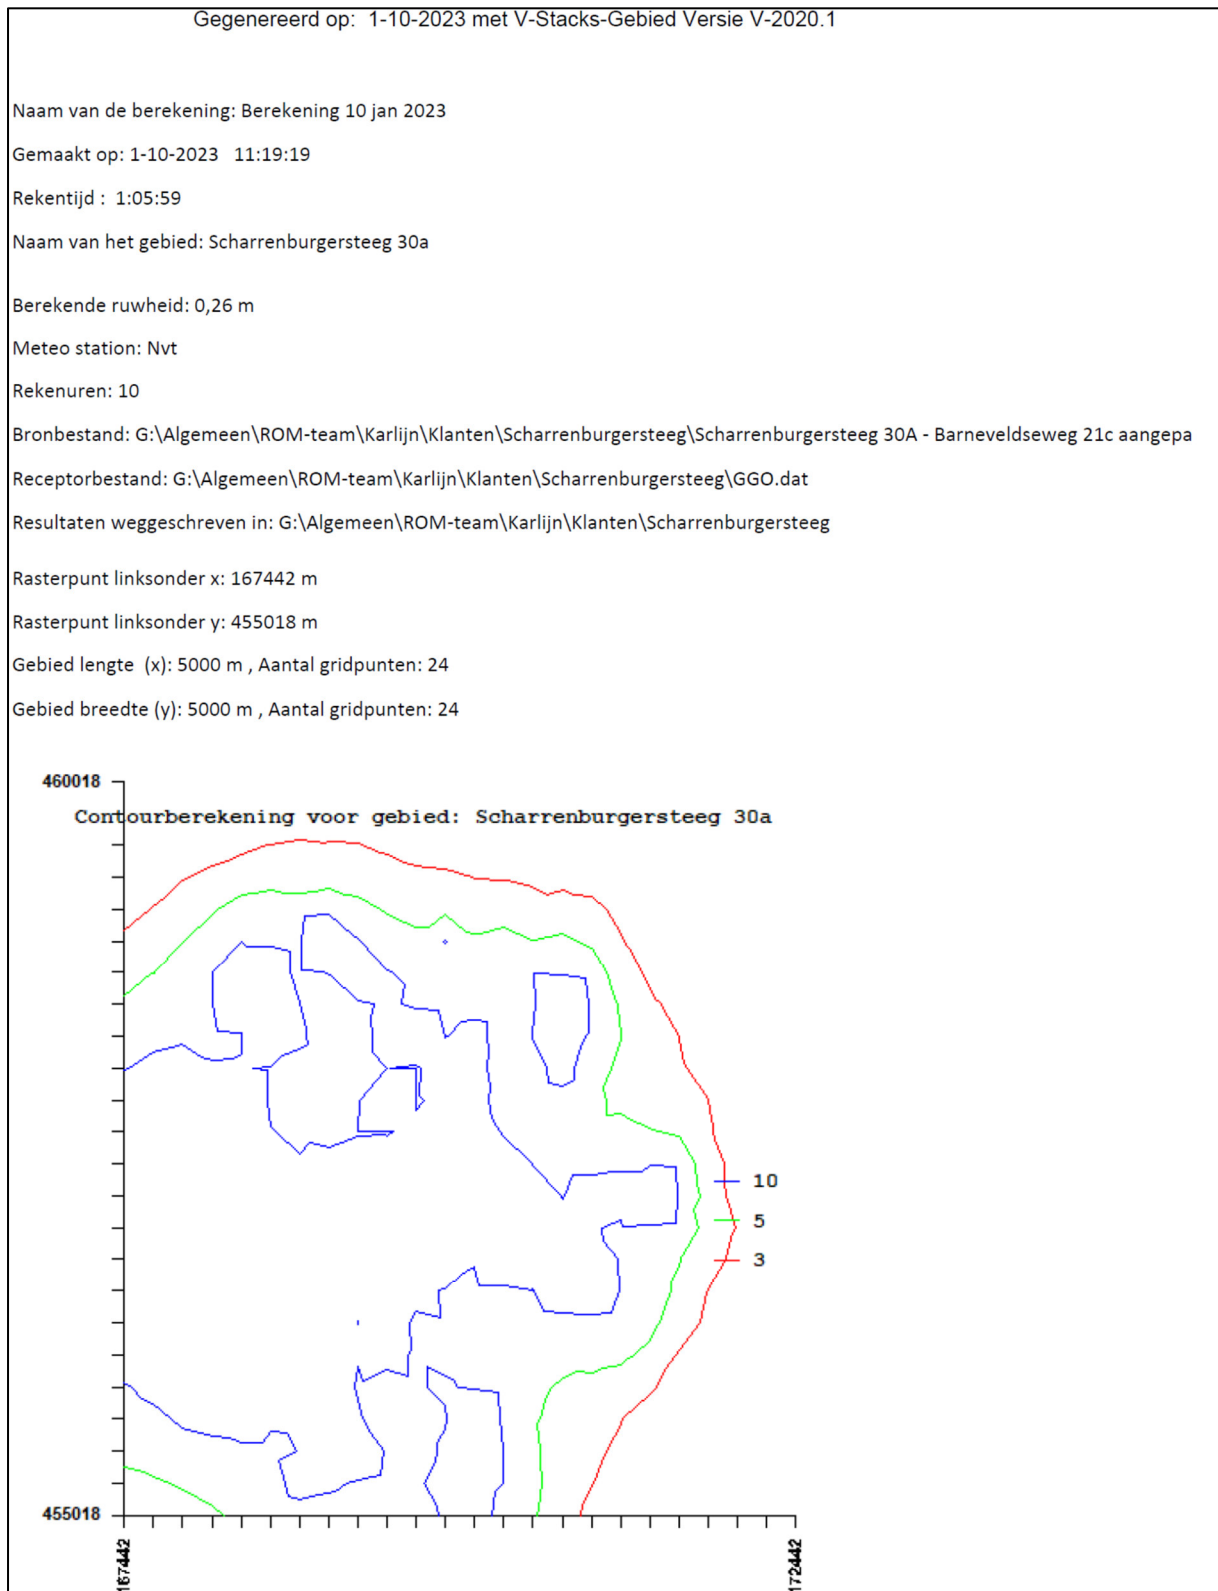 Gegenereerd op:  1-10-2023 met V-Stacks-Gebied Versie V-2020.1
Naam van de berekening: Berekening 10 jan 2023
Gemaakt op: 1-10-2023   11:19:19
Rekentijd :  1:05:59
Naam van het gebied: Scharrenburgersteeg 30a
Berekende ruwheid: 0,26 m
Meteo station: Nvt
Rekenuren: 10
Bronbestand: G:\Algemeen\ROM-team\Karlijn\Klanten\Scharrenburgersteeg\Scharrenburgersteeg 30A - Barneveldseweg 21c aangepa
Receptorbestand: G:\Algemeen\ROM-team\Karlijn\Klanten\Scharrenburgersteeg\GGO.dat
Resultaten weggeschreven in: G:\Algemeen\ROM-team\Karlijn\Klanten\Scharrenburgersteeg
Rasterpunt linksonder x: 167442 m
Rasterpunt linksonder y: 455018 m
Gebied lengte  (x): 5000 m , Aantal gridpunten: 24
Gebied breedte (y): 5000 m , Aantal gridpunten: 24
460018
Contourberekening voor gebied: Scharrenburgersteeg 30a
10
5
3
455018
167442
172442